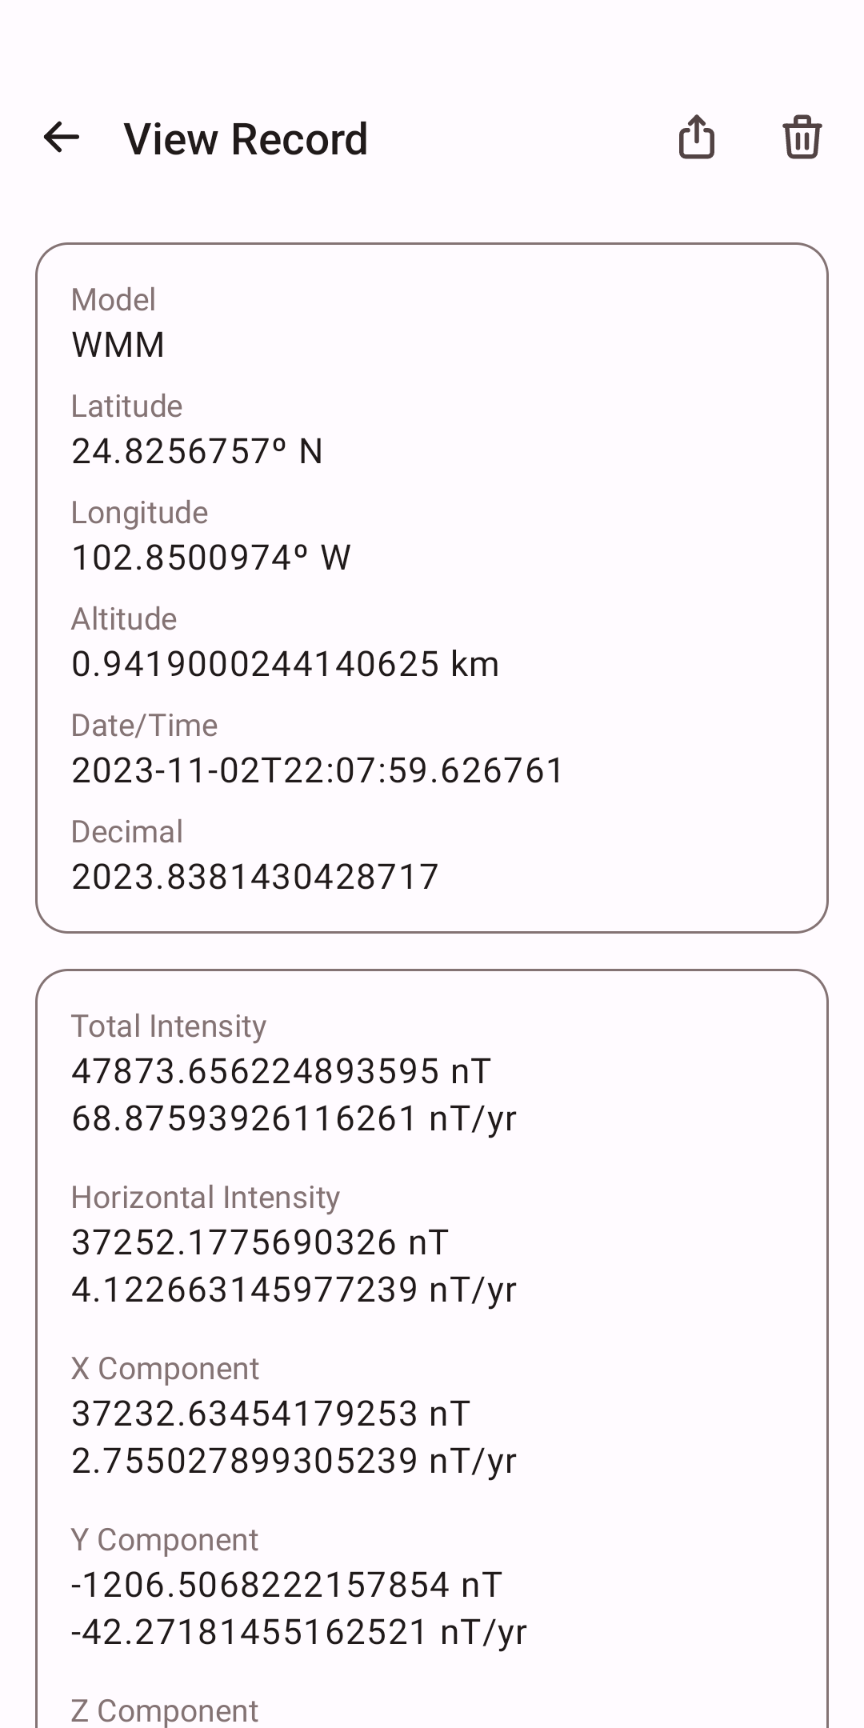 View Record
Model
WMM
Latitude
24.8256757º N
Longitude
102.8500974º W
Altitude
0.9419000244140625 km
Date/Time
2023-11-02T22:07:59.626761
Decimal
2023.8381430428717
Total Intensity
47873.656224893595 nT
68.87593926116261 nT/yr
Horizontal Intensity
37252.1775690326 nT
4.122663145977239 nT/yr
X Component
37232.63454179253 nT
2.755027899305239 nT/yr
Y Component
-1206.5068222157854 nT
-42.27181455162521 nT/yr
Z Component